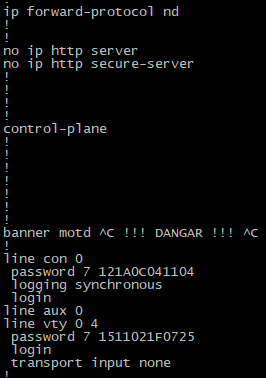 ip forward-protocol nd
!
!
no ip http server
no ip http secure-server
!
!
!
!
control-plane
!
!
!
!
!
!
!
banner motd ^C !!! DANGAR !!! ^C
!
line con 0
 password 7 121A0C041104
 logging synchronous
 login
line aux 0
line vty 0 4
 password 7 1511021F0725
 login
 transport input none
!